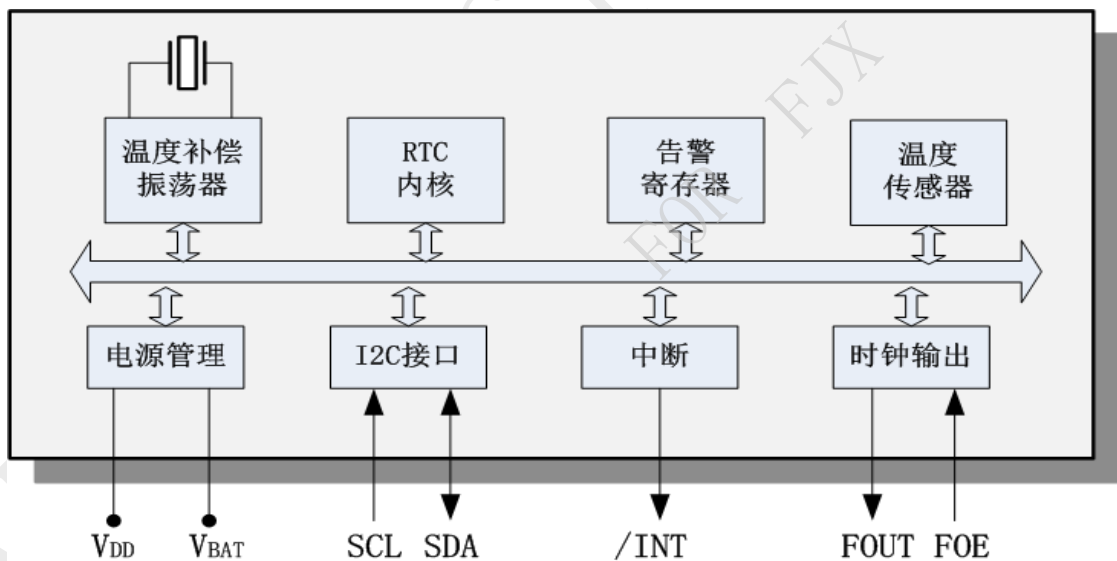 温度补偿
振荡器
RTC
内核
告警
寄存器
温度
传感器
电源管理
I2C接口
中断
时钟输出
VDD
VBAT
SCL
SDA
/INT
FOUT
FOE
FOR FJX